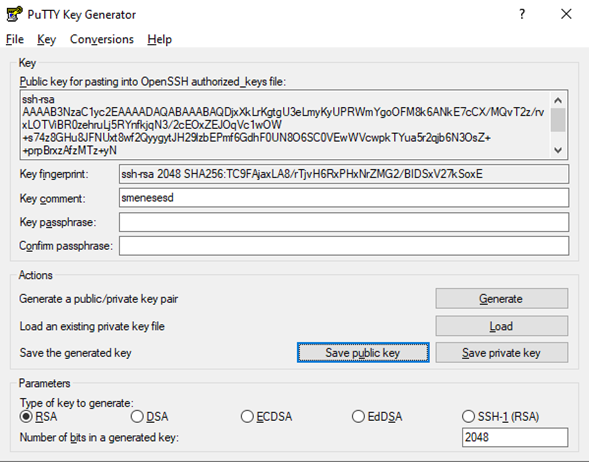 PuTTY Key Generator
?
File Key Conversions Help
Key
Public key for pasting into OpenSSH authorized_keys file:
ssh-rsa
AAAAB3NzaC1yc2EAAAADAQABAAABAQDjxXkLrKgtgU3eLmyKyUPRWmYgoOFM8k6ANkE7cCX/MQvT2z/rv
xLOTViBR0zehruLj5RYnfkjqN3/2cEOxZEJOqVc1wOW
+s74z8GHu8JFNUxt8wf2QyygytJH29lzbEPmf6GdhF0UN8O6SC0VEwWVcwpkTYua5r2qjb6N3OsZ+
+prpBrxzAfzMTz+yN
Key fingerprint: ssh-rsa 2048 SHA256:TC9FAjaxLA8/rTjvH6RxPHxNrZMG2/BIDSxV27kSoxE
Key comment: smenesesd
Key passphrase:
Confirm passphrase:
Actions
Generate a public/private key pair Generate
Load an existing private key file Load
Save the generated key Save public key Save private key
Parameters
Type of key to generate:
RSA DSA ECDSA EdDSA SSH-1 (RSA)
Number of bits in a generated key: 2048